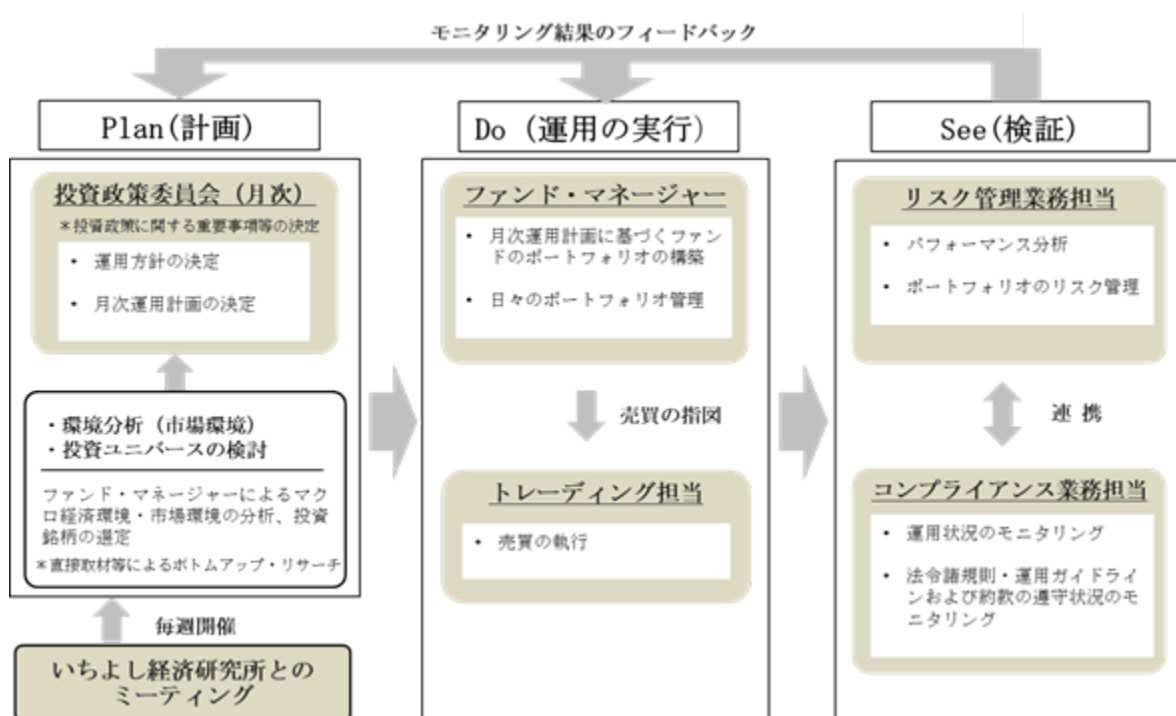 モニタリング結果のフィードバック
Plan(計画)
投資政策委員会（月次）
＊投資政策に関する重要事項等の決定
・ 運用方針の決定
・ 月次運用計画の決定
・環境分析（市場環境）
・投資ユニバースの検討
ファンド・マネージャーによるマク
ロ経済環境・市場環境の分析、投資
銘柄の選定
＊直接取材等によるボトムアップ・リサーチ
毎週開催
いちよし経済研究所との
ミーティング
Do（運用の実行）
ファンド・マネージャー
・ 月次運用計画に基づくファン
ドのポートフォリオの構築
・ 日々のポートフォリオ管理
売買の指図
トレーディング担当
・ 売買の執行
See(検証)
リスク管理業務担当
・ パフォーマンス分析
・ ポートフォリオのリスク管理
連 携
コンプライアンス業務担当
・ 運用状況のモニタリング
・ 法令諸規則・運用ガイドライ
ンおよび約款の遵守状況のモ
ニタリング